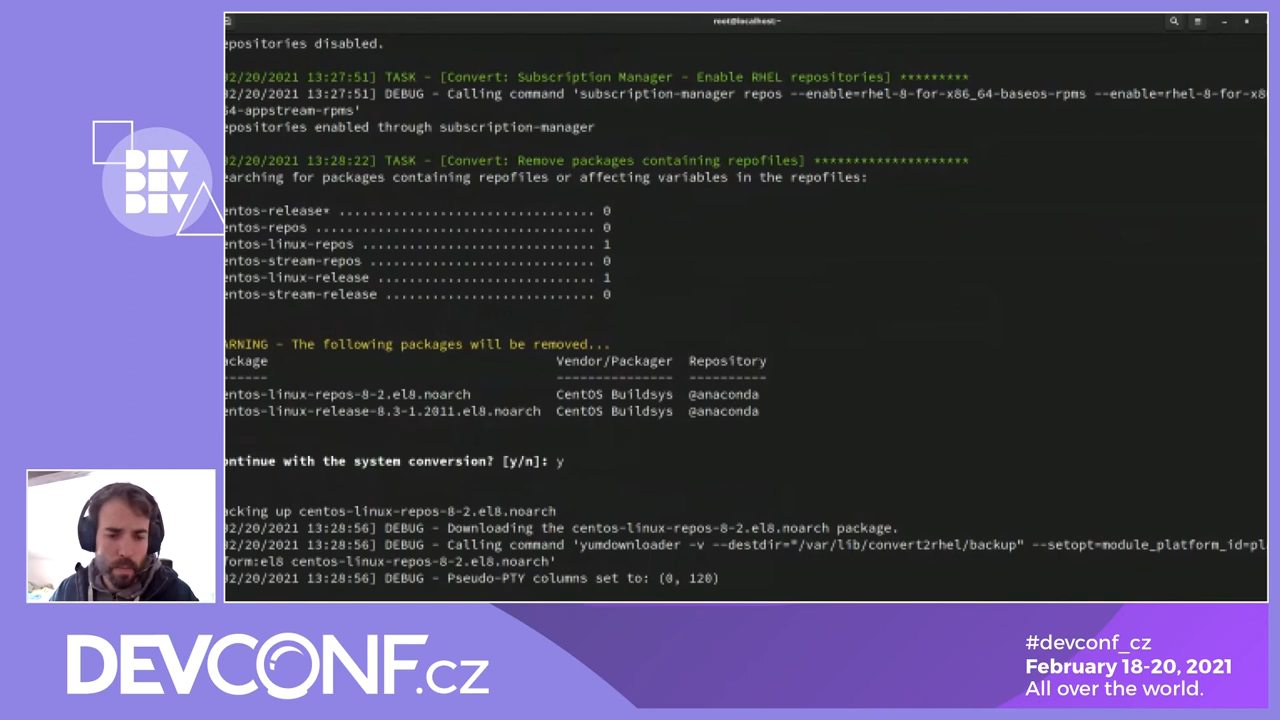 root@localhost:~
epositories disabled.
02/20/2021 13:27:51] TASK - [Convert: Subscription Manager - Enable RHEL repositories] *********
02/20/2021 13:27:51] DEBUG - Calling command 'subscription-manager repos --enable=rhel-8-for-x86_64-baseos-rpms --enable=rhel-8-for-x8
64-appstream-rpms'
epositories enabled through subscription-manager
02/20/2021 13:28:22] TASK - [Convert: Remove packages containing repofiles] ********************
earching for packages containing repofiles or affecting variables in the repofiles:
entos-release* ................................. 0
entos-repos .................................... 0
entos-linux-repos .............................. 1
entos-stream-repos ............................. 0
entos-linux-release ............................ 1
entos-stream-release ........................... 0
ARNING - The following packages will be removed...
ackage Vendor/Packager Repository
------ --------------- ----------
entos-linux-repos-8-2.el8.noarch CentOS Buildsys @anaconda
entos-linux-release-8.3-1.2011.el8.noarch CentOS Buildsys @anaconda
ontinue with the system conversion? [y/n]: y
acking up centos-linux-repos-8-2.el8.noarch
02/20/2021 13:28:56] DEBUG - Downloading the centos-linux-repos-8-2.el8.noarch package.
02/20/2021 13:28:56] DEBUG - Calling command 'yumdownloader -v --destdir="/var/lib/convert2rhel/backup" --setopt=module_platform_id=pl
form:el8 centos-linux-repos-8-2.el8.noarch'
02/20/2021 13:28:56] DEBUG - Pseudo-PTY columns set to: (0, 120)
DEV
DEV
DEV
DEVCONF.cz
#devconf_cz
February 18-20, 2021
All over the world.